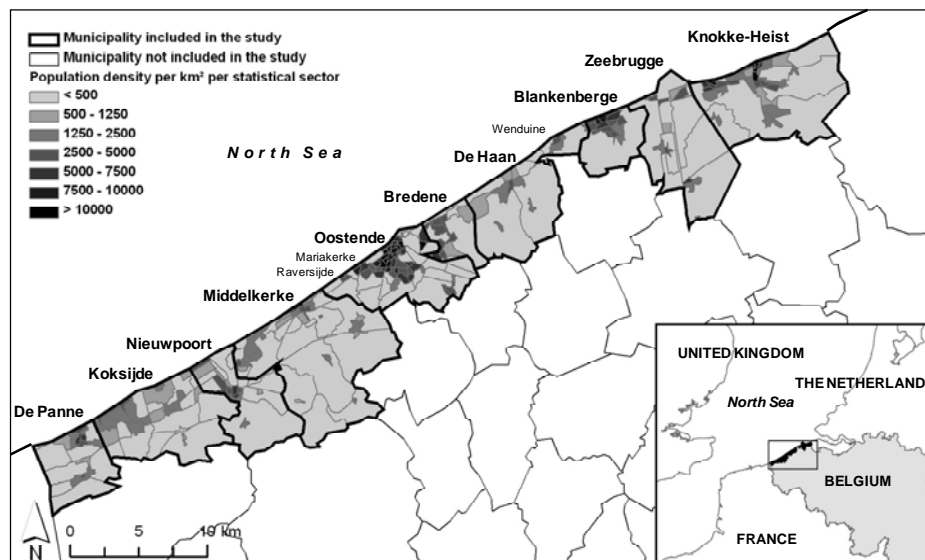 Municipality included in the study
Municipality not included in the study
Population density per km² per statistical sector
< 500
500 - 1250
1250 - 2500
2500 - 5000
5000 - 7500
7500 - 10000
> 10000
North Sea
Knokke-Heist
Zeebrugge
Blankenberge
Wenduine
De Haan
Bredene
Oostende
Mariakerke
Raversijde
Middelkerke
Nieuwpoort
Koksijde
De Panne
N
0 5 10 km
UNITED KINGDOM
THE NETHERLAND
North Sea
BELGIUM
FRANCE